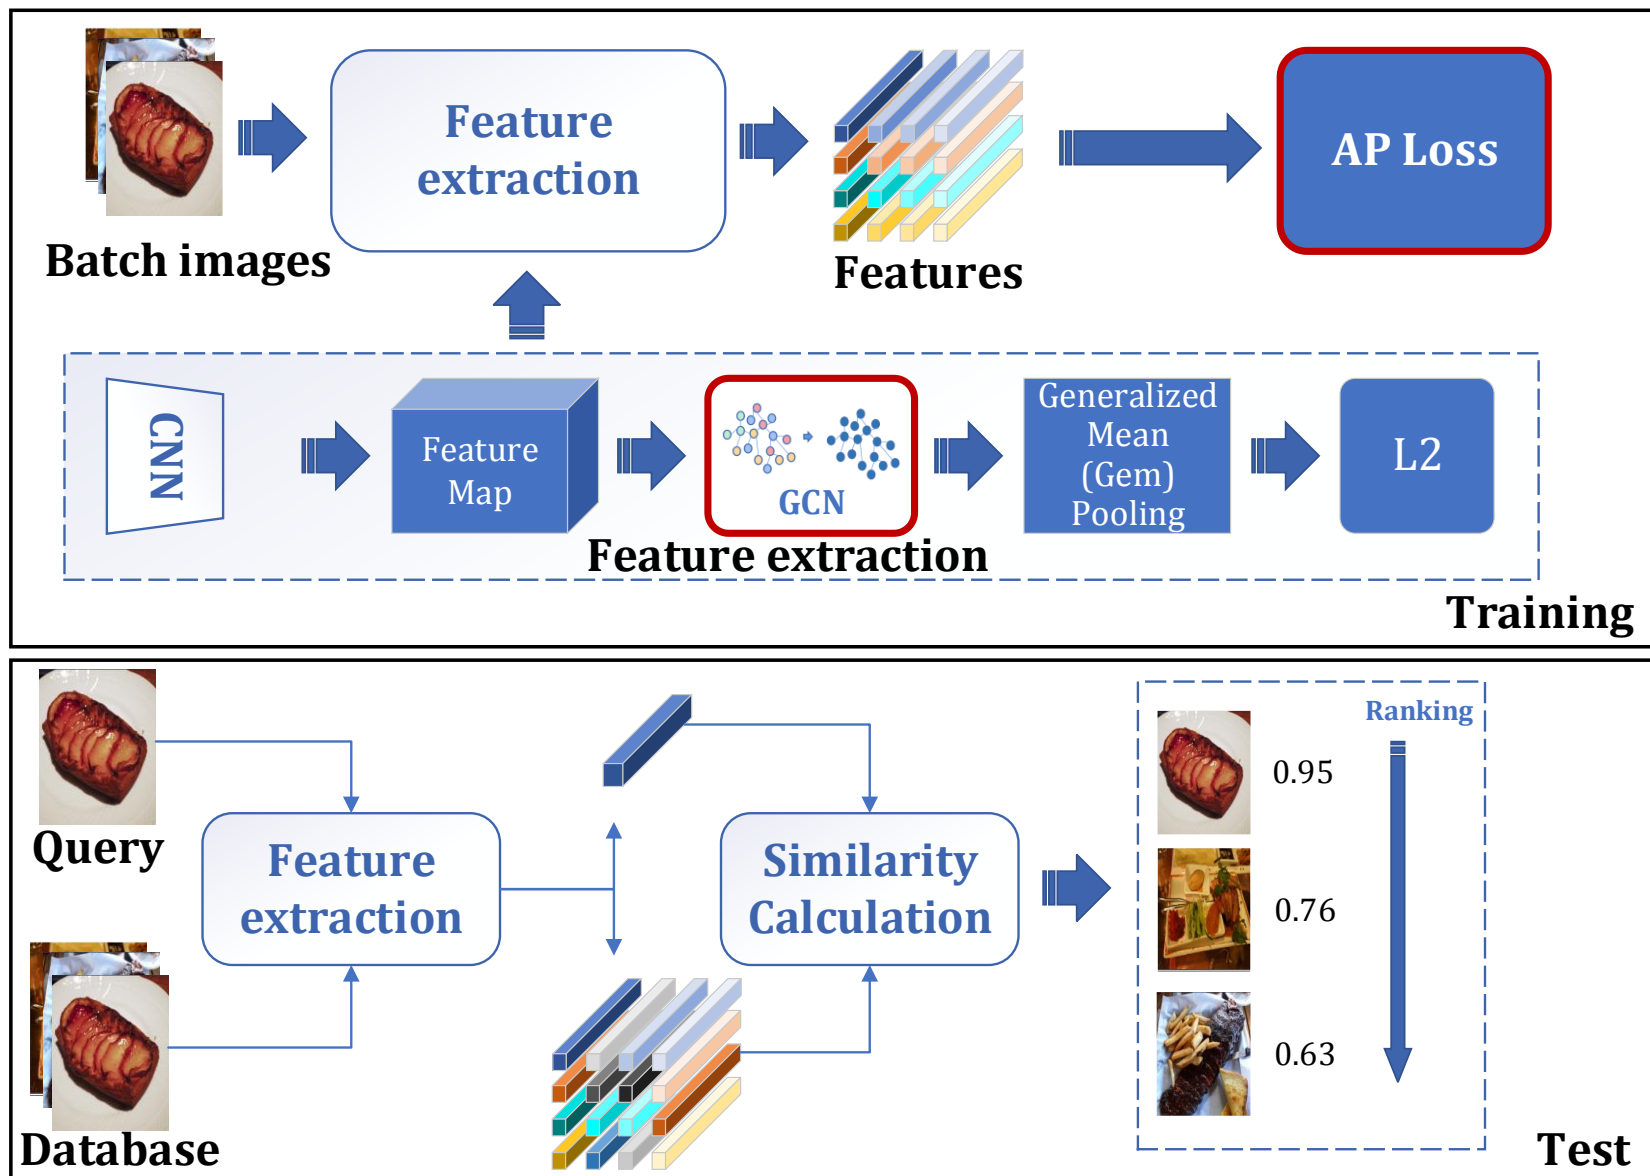 Feature
extraction
AP Loss
Batch images
Features
CNN
Feature
Map
GCN
Generalized
Mean
(Gem)
Pooling
L2
Feature extraction
Training
Query
Feature
extraction
Database
Similarity
Calculation
Ranking
0.95
0.76
0.63
Test